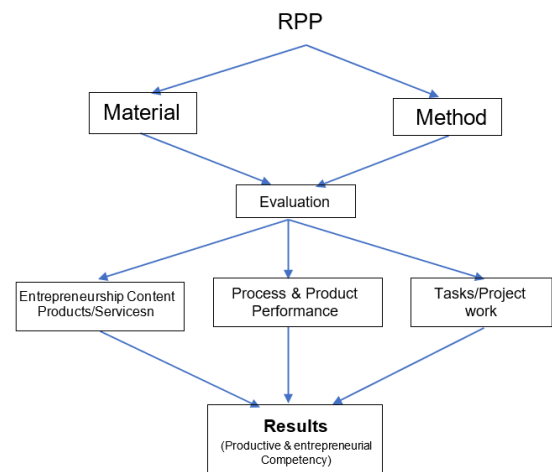 RPP
Material
Method
Evaluation
Entrepreneurship Content
Products/Servicesn
Process & Product
Performance
Tasks/Project
work
Results
(Productive & entrepreneurial
Competency)